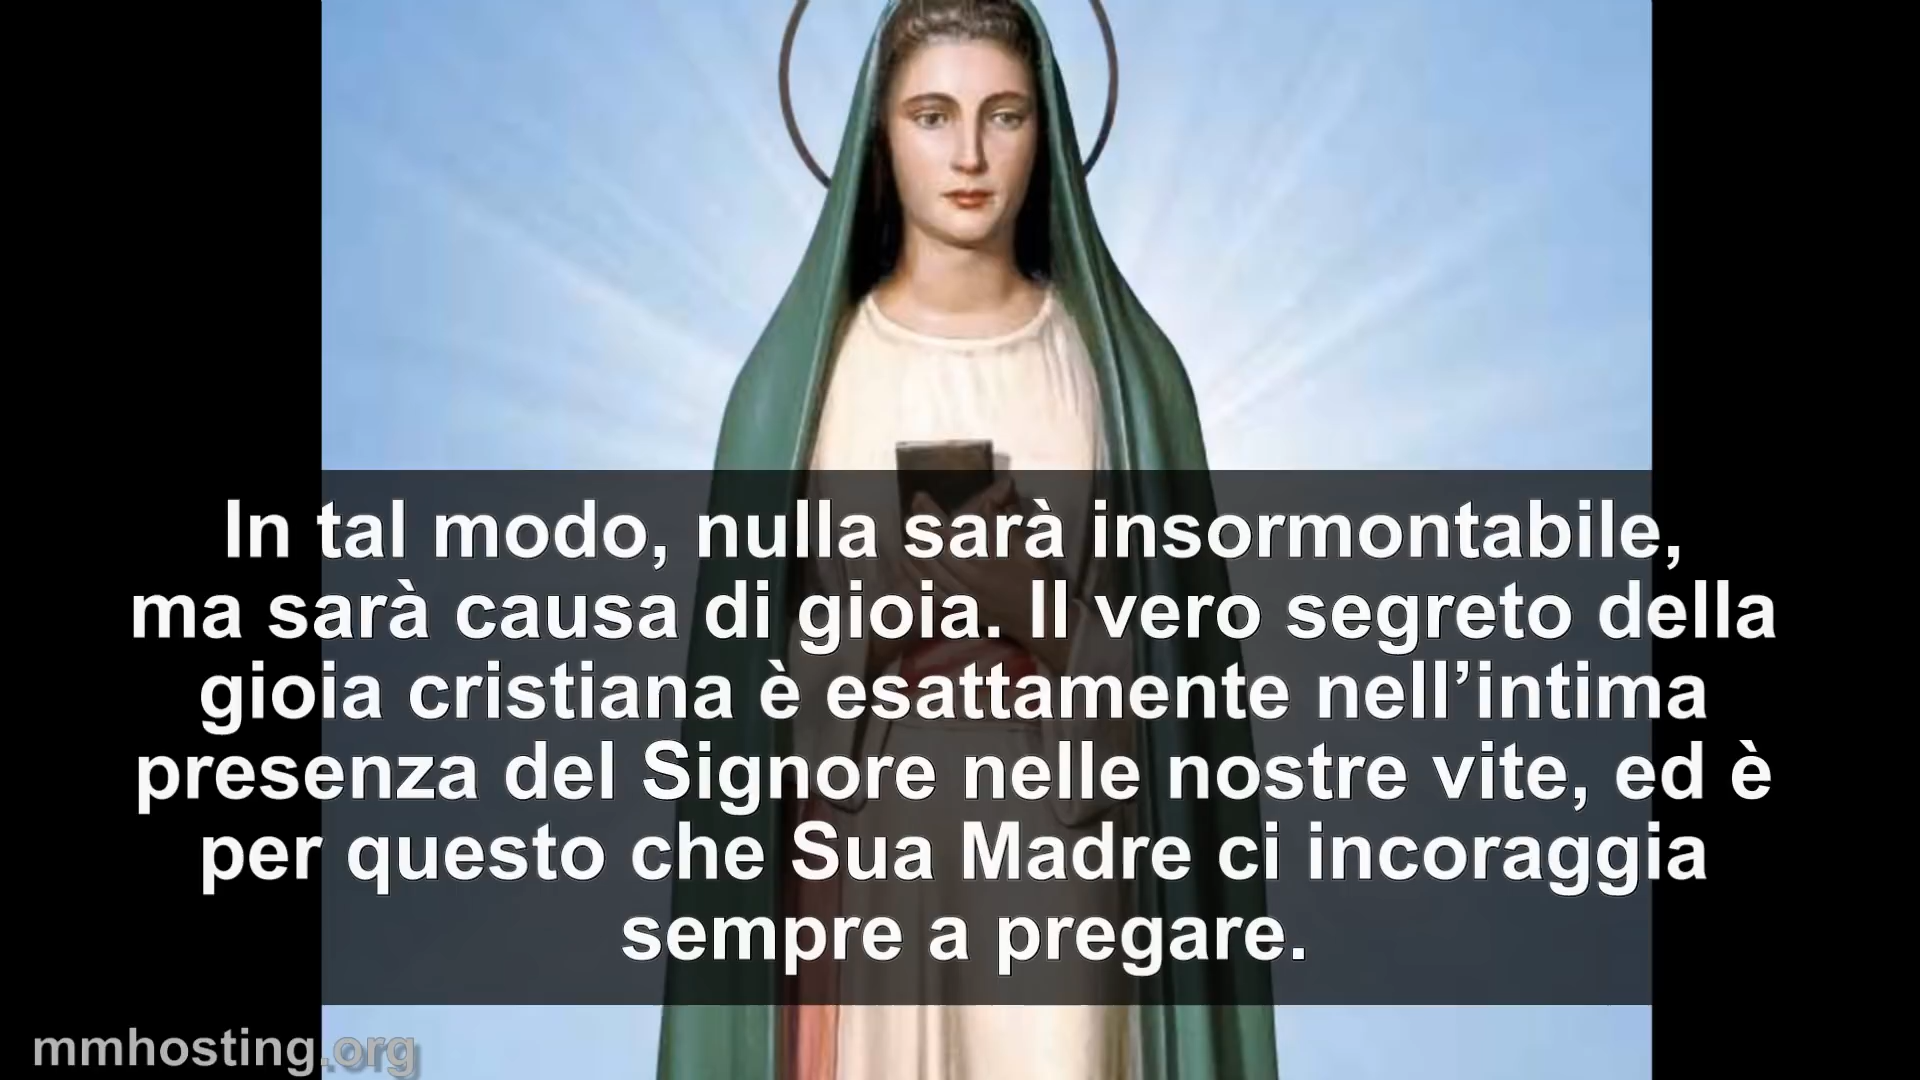 In tal modo, nulla sarà insormontabile,
ma sarà causa di gioia. Il vero segreto della
gioia cristiana è esattamente nell’intima
presenza del Signore nelle nostre vite, ed è
per questo che Sua Madre ci incoraggia
sempre a pregare.
mmhosting.org